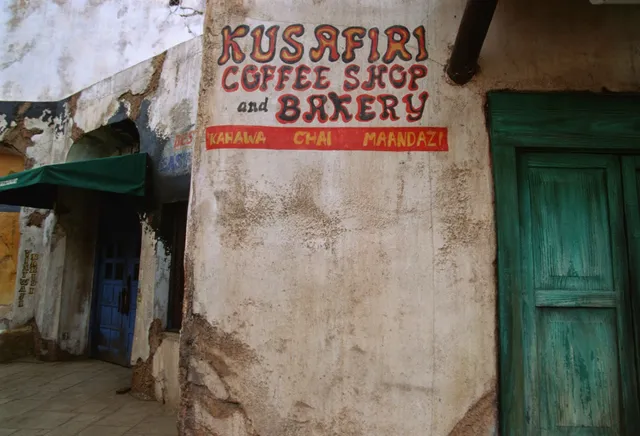 KUSAFIRI
COFFEE SHOP
and BAKERY
KAHAWA CHAI MAANDAZI